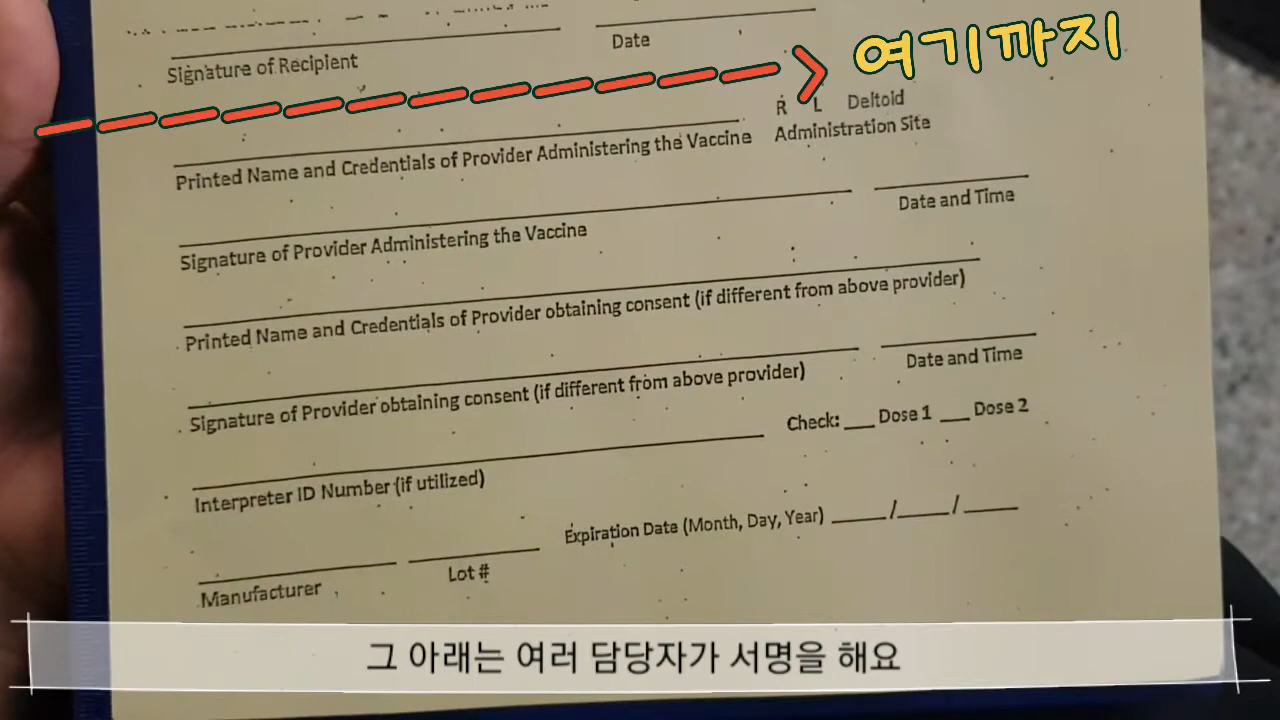 Signature of Recipient
Date
여기까지
R L Deltoid
Printed Name and Credentials of Provider Administering the Vaccine
Administration Site
Signature of Provider Administering the Vaccine
Date and Time
Printed Name and Credentials of Provider obtaining consent (if different from above provider)
Signature of Provider obtaining consent (if different from above provider)
Date and Time
Check: ___ Dose 1 ___ Dose 2
Interpreter ID Number (if utilized)
Expiration Date (Month, Day, Year) _____/_____/_____
Manufacturer
Lot #
그 아래는 여러 담당자가 서명을 해요